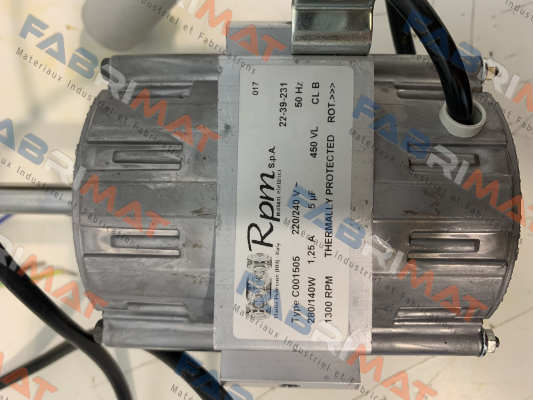 017
Rpm S.p.A.
22-39-231
Type C001505 220/240 V ~ 50 Hz
280/140W 1,25 A 5 µF 450 VL CL B
1300 RPM THERMALLY PROTECTED ROT.>>>
FABRIMAT
Materiaux Industriel et Fabrications